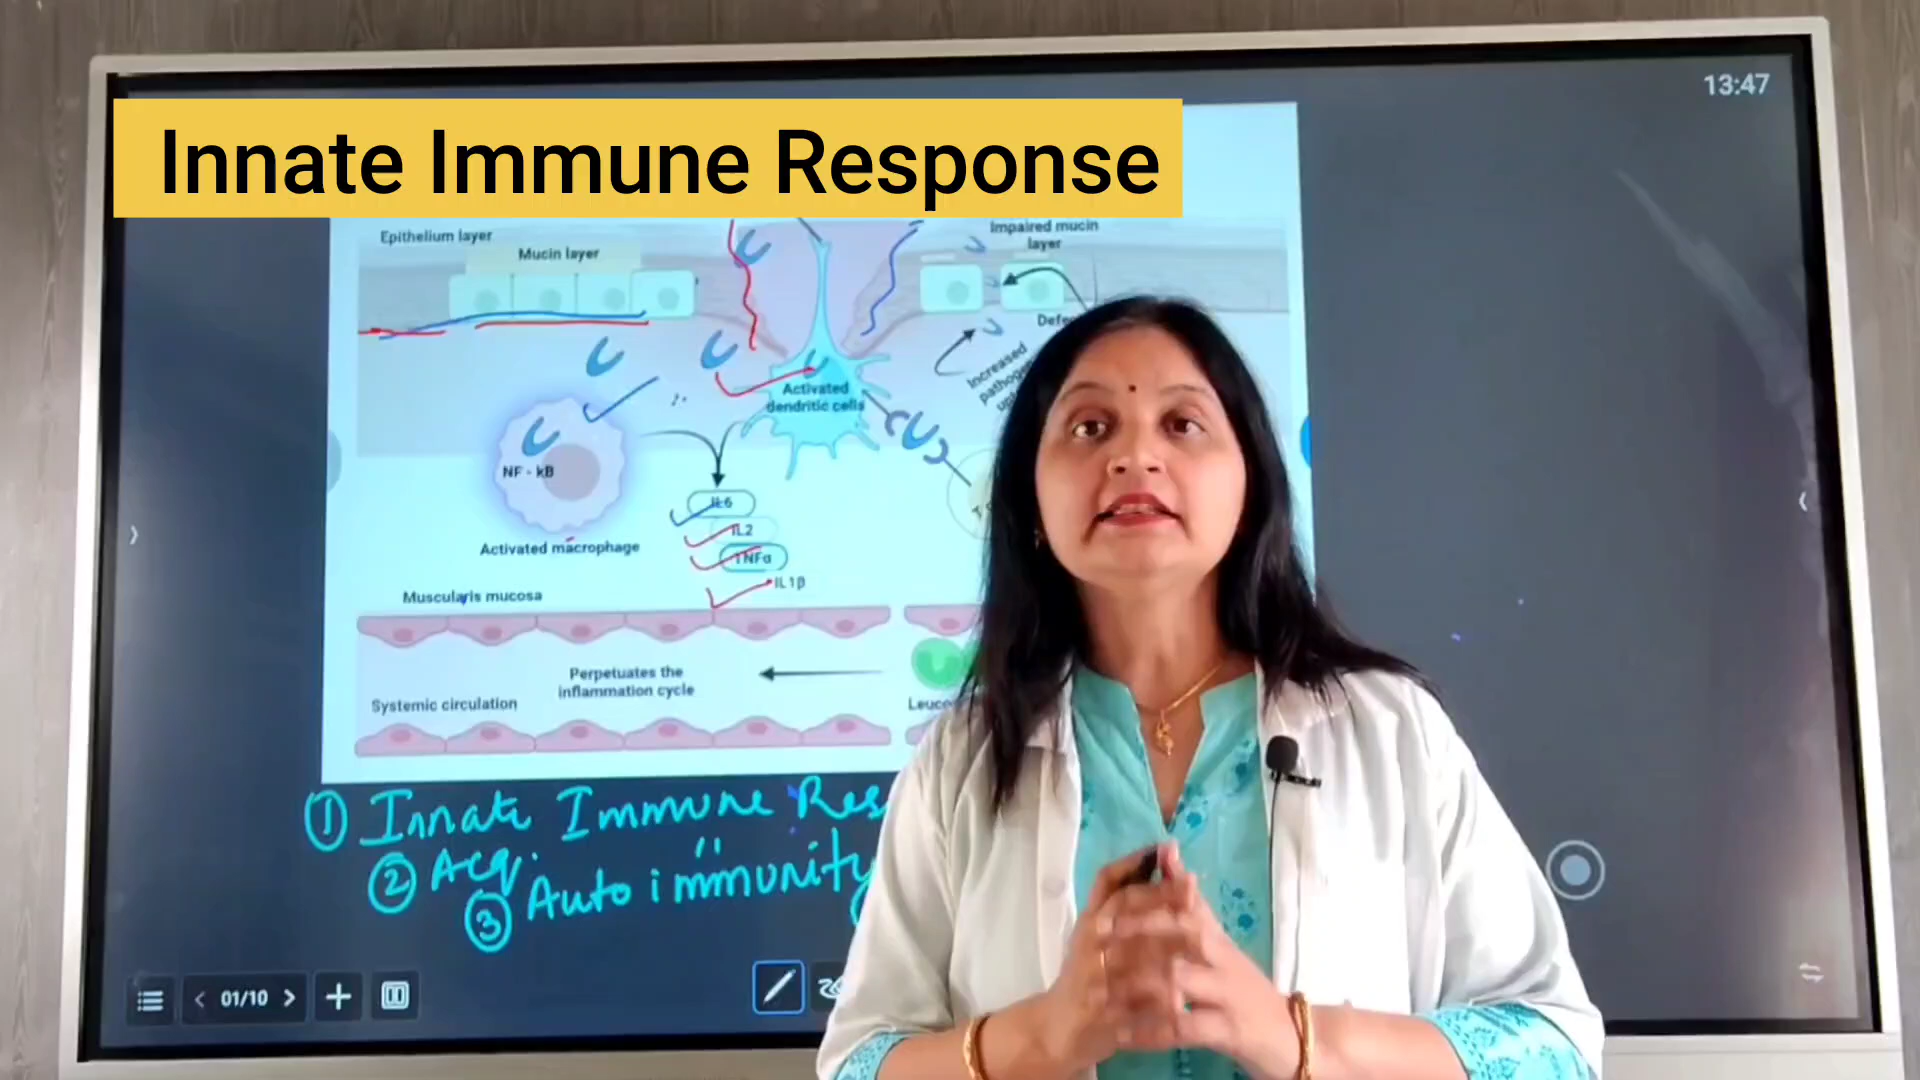 13:47
Innate Immune Response
Epithelium layer
Mucin layer
Impaired mucin
layer
Increased
Activated
dendritic cells
NF - kB
IL6
IL2
TNFα
IL1β
Activated macrophage
Muscularis mucosa
Perpetuates the
inflammation cycle
Systemic circulation
① Innate Immune Res
② Acq. "
③ Autoimmunity
01/10